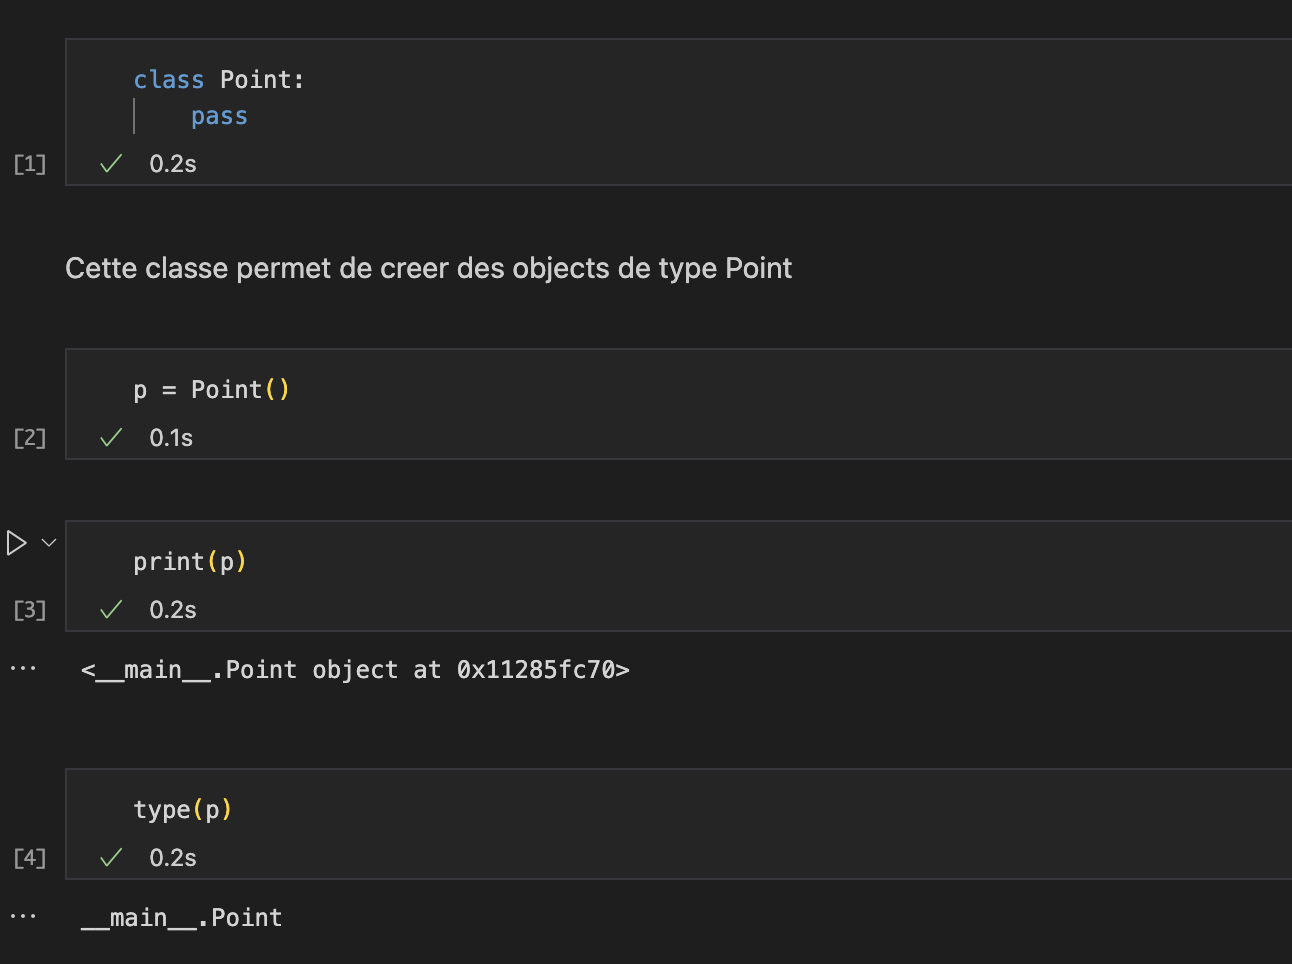 class Point:
pass
[1]
0.2s
Cette classe permet de creer des objects de type Point
p = Point()
[2]
0.1s
print(p)
[3]
0.2s
<__main__.Point object at 0x11285fc70>
type(p)
[4]
0.2s
__main__.Point